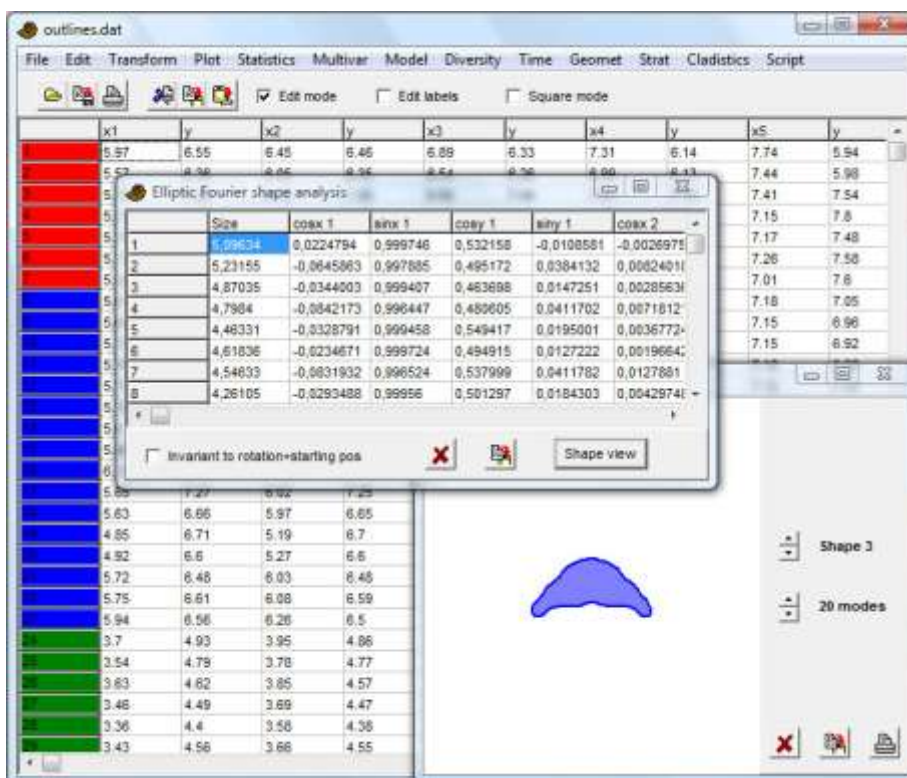 outlines.dat
File Edit Transform Plot Statistics Multivar Model Diversity Time Geomet Strat Cladistics Script
Edit mode Edit labels Square mode
x1 y x2 y x3 y x4 y x5 y
5.97 6.55 6.45 6.46 6.89 6.33 7.31 6.14 7.74 5.94
7.44 5.98
Elliptic Fourier shape analysis
7.41 7.54
7.15 7.8
7.17 7.48
7.26 7.58
7.01 7.6
7.18 7.05
7.15 6.96
7.15 6.92
Size cosx 1 sinx 1 cosy 1 siny 1 cosx 2
1 5,09634 0,0224794 0,999746 0,532158 -0,0108581 -0,0026975
2 5,23155 -0,0645863 0,997885 0,495172 0,0384132
3 4,87035 -0,0344003 0,999407 0,463698 0,0147251
4 4,7984 -0,0842173 0,996447 0,480605 0,0411702
5 4,46331 -0,0328791 0,999458 0,549417 0,0195001
6 4,61836 -0,0234671 0,999724 0,494915 0,0127222
7 4,54633 -0,0831932 0,996524 0,537999 0,0411782 0,0127881
8 4,26105 -0,0293488 0,99956 0,501297 0,0184303
Invariant to rotation+starting pos
Shape view
5.63 6.66 5.97 6.65
4.85 6.71 5.19 6.7
4.92 6.6 5.27 6.6
5.72 6.48 6.03 6.48
5.75 6.61 6.08 6.59
5.94 6.56 6.26 6.5
3.7 4.93 3.95 4.86
3.54 4.79 3.78 4.77
3.63 4.62 3.85 4.57
3.46 4.49 3.69 4.47
3.36 4.4 3.58 4.38
3.43 4.56 3.66 4.55
Shape 3
20 modes